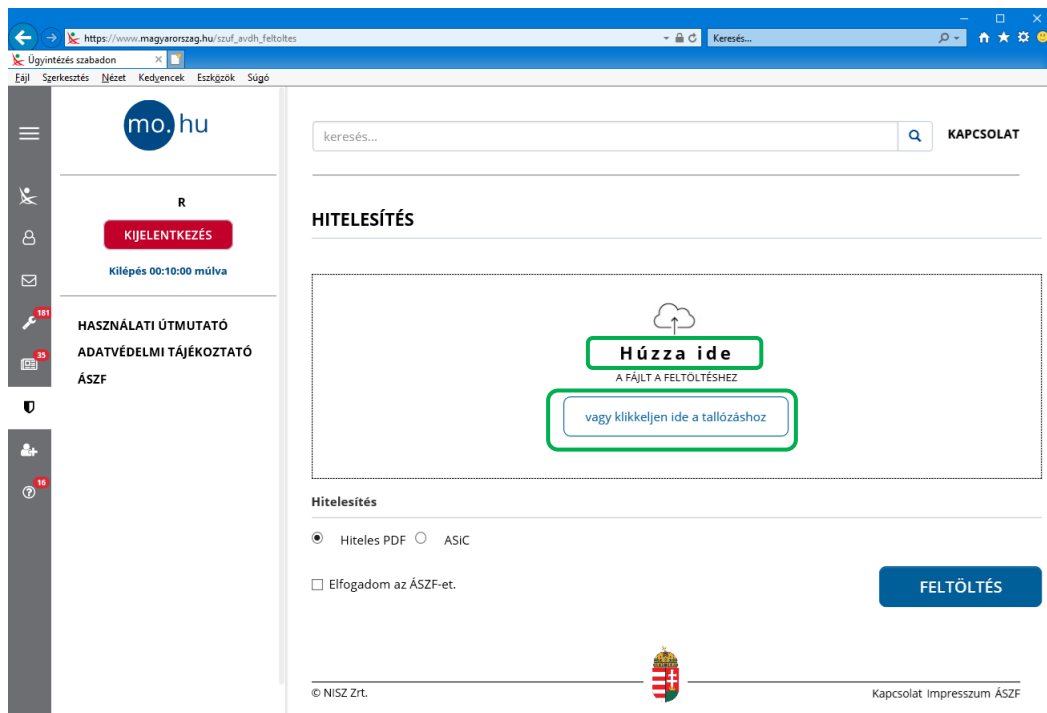 https://www.magyarorszag.hu/szuf_avdh_feltoltes
Keresés...
Ügyintézés szabadon
Fájl Szerkesztés Nézet Kedvencek Eszközök Súgó
mo.hu
keresés...
KAPCSOLAT
R
KIJELENTKEZÉS
Kilépés 00:10:00 múlva
HITELESÍTÉS
181
35
16
HASZNÁLATI ÚTMUTATÓ
ADATVÉDELMI TÁJÉKOZTATÓ
ÁSZF
Húzza ide
A FÁJLT A FELTÖLTÉSHEZ
vagy klikkeljen ide a tallózáshoz
Hitelesítés
Hiteles PDF ASiC
Elfogadom az ÁSZF-et.
FELTÖLTÉS
© NISZ Zrt.
Kapcsolat Impresszum ÁSZF